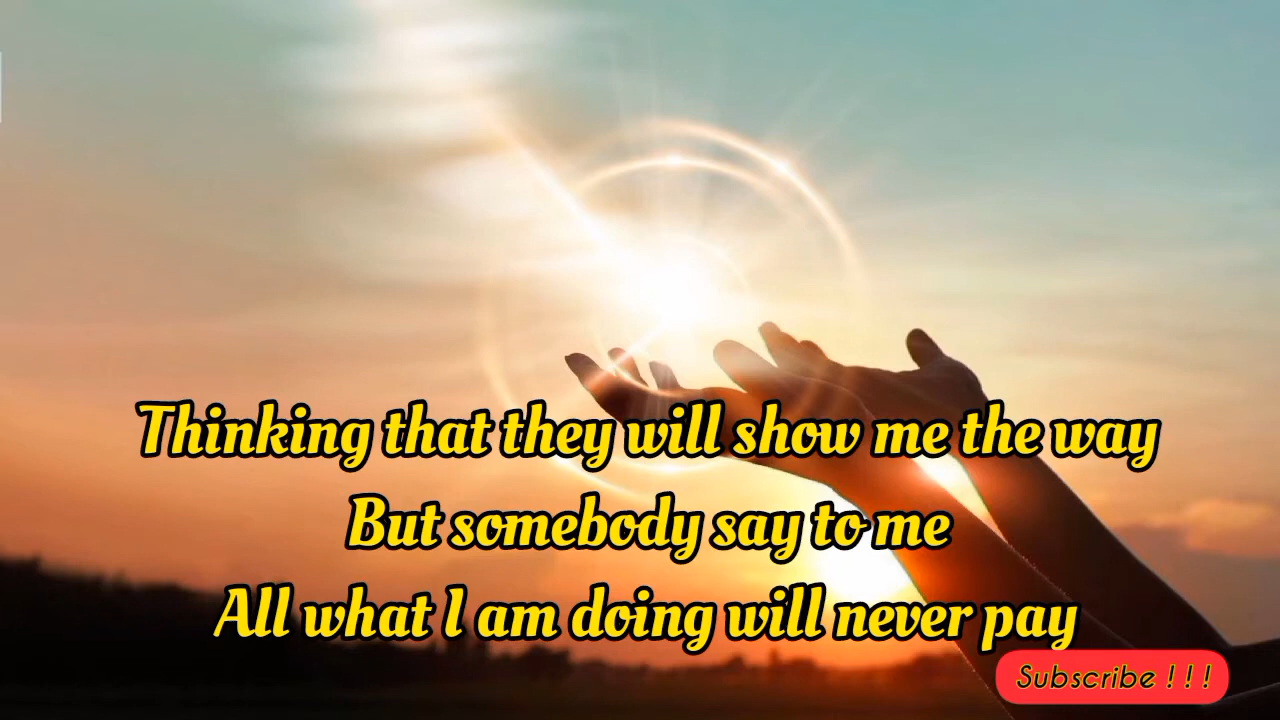 Thinking that they will show me the way
But somebody say to me
All what I am doing will never pay
Subscribe ! ! !